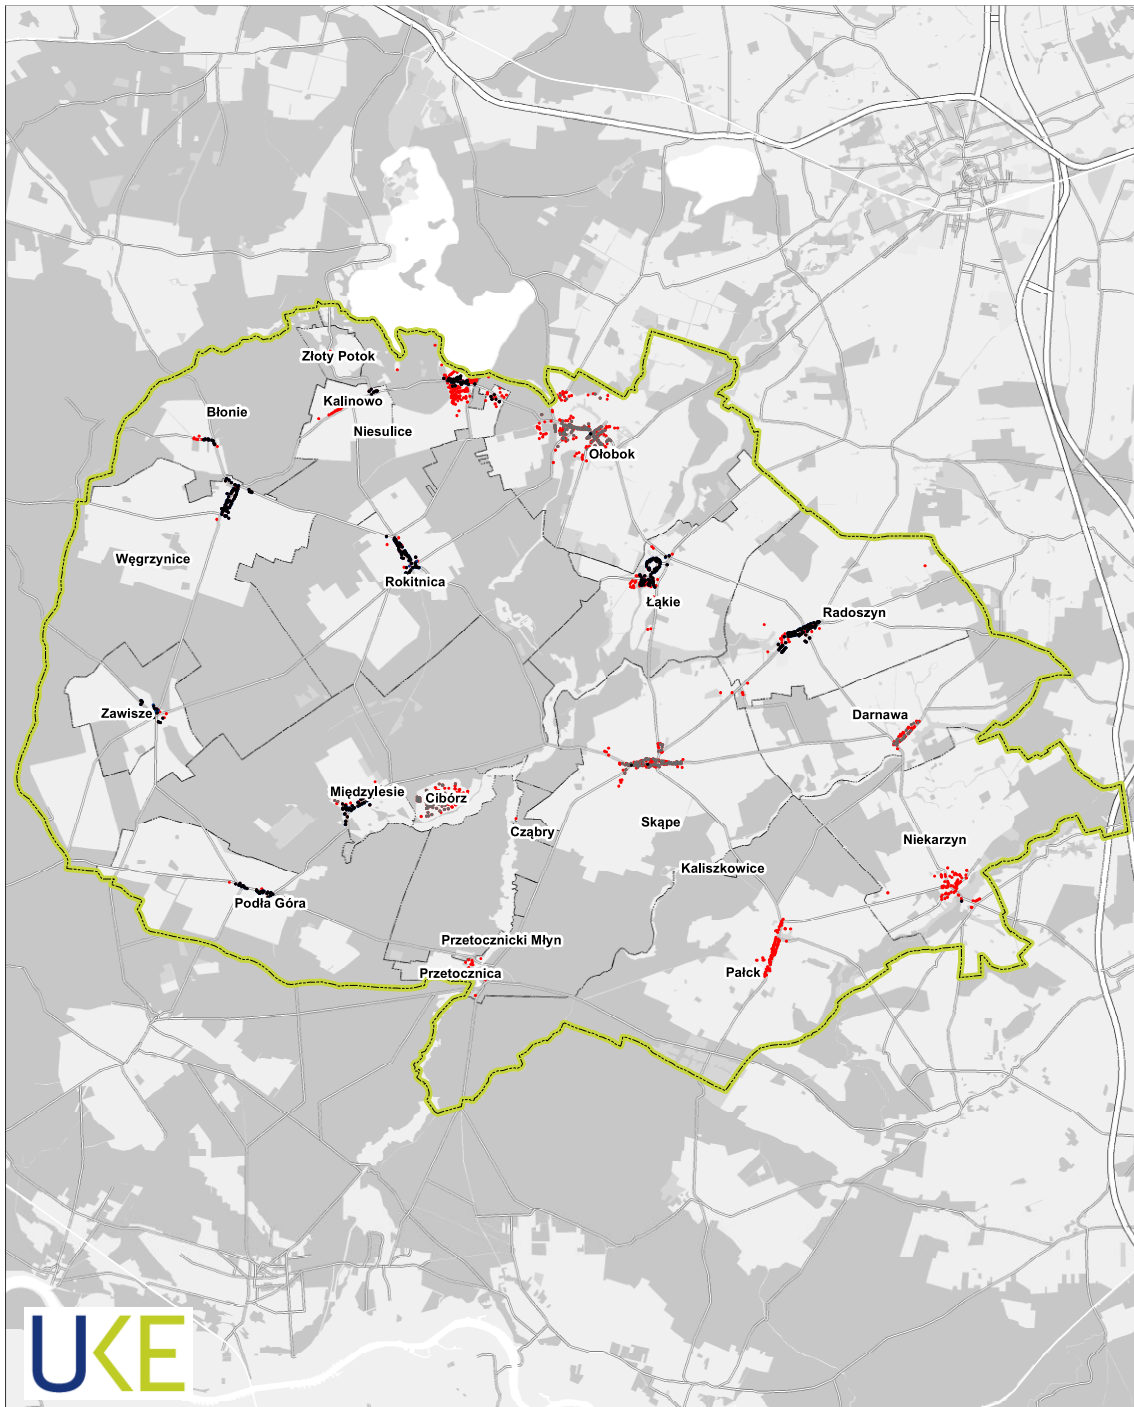 Złoty Potok
Kalinowo
Błonie
Niesulice
Ołobok
Węgrzynice
Rokitnica
Łąkie
Radoszyn
Zawisze
Darnawa
Międzylesie
Cibórz
Skąpe
Cząbry
Niekarzyn
Kaliszkowice
Podła Góra
Przetocznicki Młyn
Przetocznica
Pałck
UKE